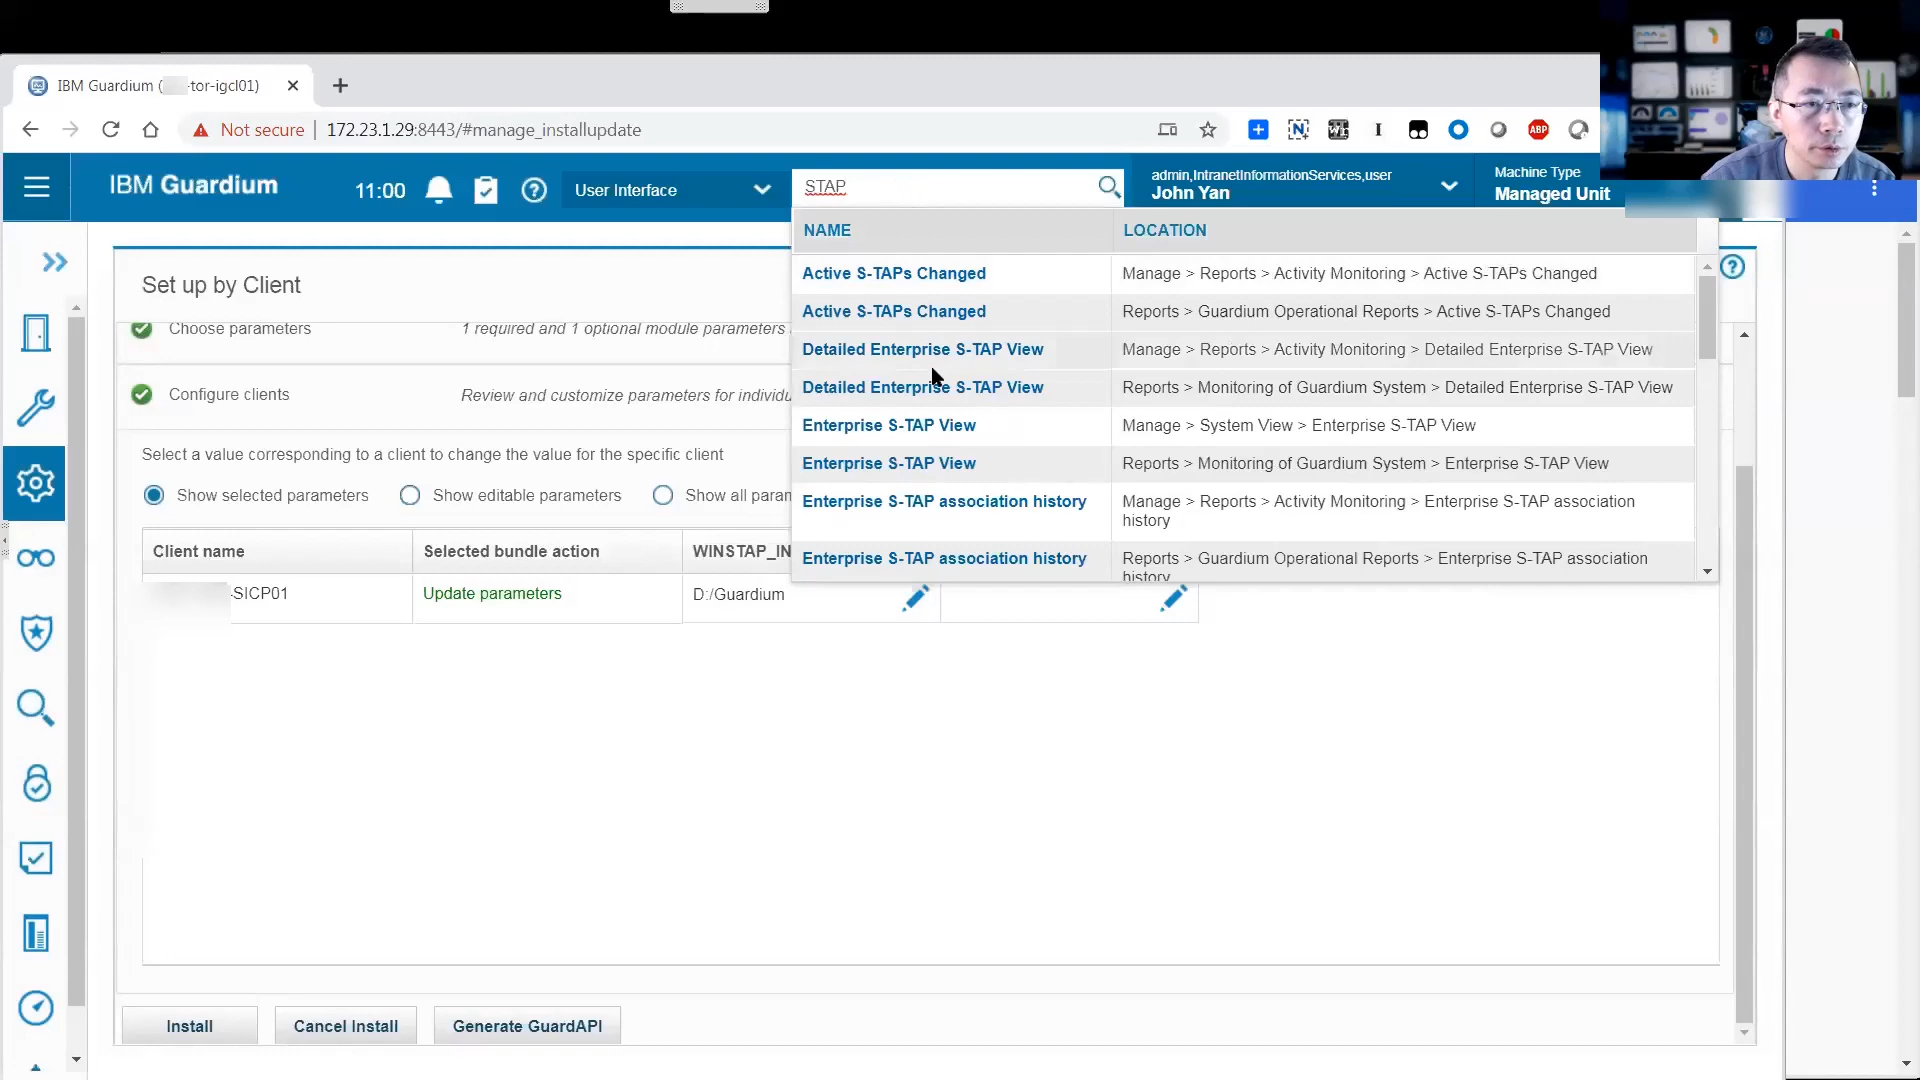 IBM Guardium ( -tor-igcl01)
Not secure 172.23.1.29:8443/#manage_installupdate
ABP
IBM Guardium
11:00
User Interface
STAP
admin,IntranetInformationServices,user
John Yan
Machine Type
Managed Unit
NAME LOCATION
Active S-TAPs Changed Manage > Reports > Activity Monitoring > Active S-TAPs Changed
Active S-TAPs Changed Reports > Guardium Operational Reports > Active S-TAPs Changed
Detailed Enterprise S-TAP View Manage > Reports > Activity Monitoring > Detailed Enterprise S-TAP View
Detailed Enterprise S-TAP View Reports > Monitoring of Guardium System > Detailed Enterprise S-TAP View
Enterprise S-TAP View Manage > System View > Enterprise S-TAP View
Enterprise S-TAP View Reports > Monitoring of Guardium System > Enterprise S-TAP View
Enterprise S-TAP association history Manage > Reports > Activity Monitoring > Enterprise S-TAP association
history
Enterprise S-TAP association history Reports > Guardium Operational Reports > Enterprise S-TAP association
history
Set up by Client
Choose parameters 1 required and 1 optional module parameters
Configure clients Review and customize parameters for individu
Select a value corresponding to a client to change the value for the specific client
Show selected parameters Show editable parameters Show all paran
Client name Selected bundle action WINSTAP_IN
-SICP01 Update parameters D:/Guardium
Install Cancel Install Generate GuardAPI